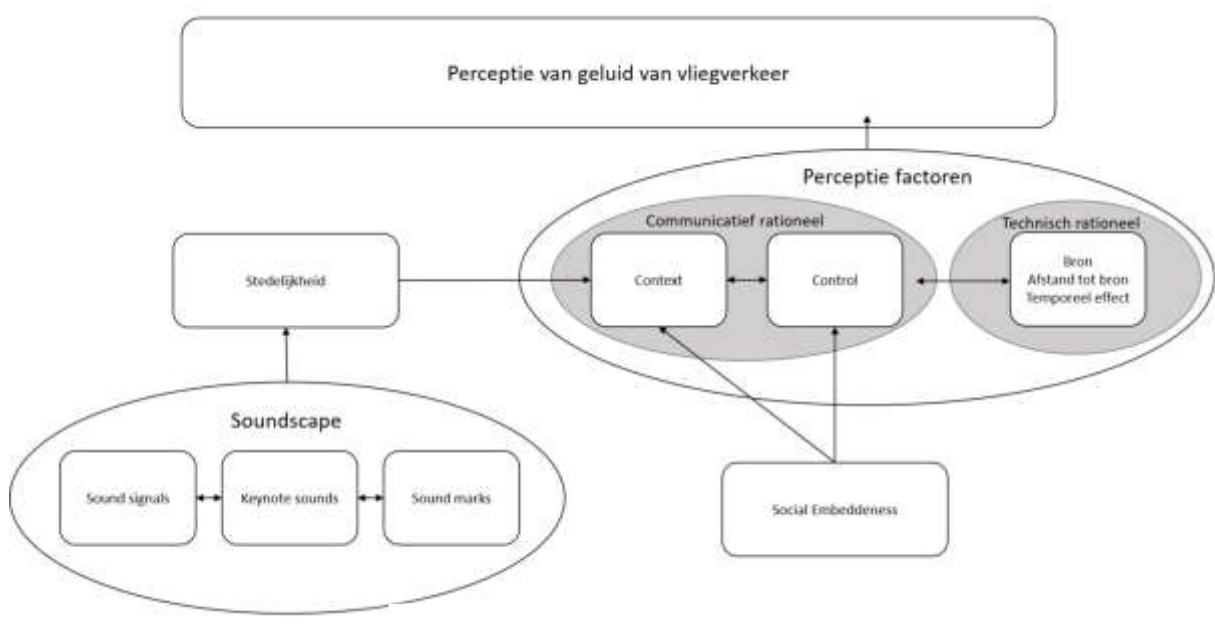 Perceptie van geluid van vliegverkeer
Perceptie factoren
Communicatief rationeel
Technisch rationeel
Stedelijkheid
Context
Control
Bron
Afstand tot bron
Temporeel effect
Soundscape
Sound signals
Keynote sounds
Sound marks
Social Embeddeness